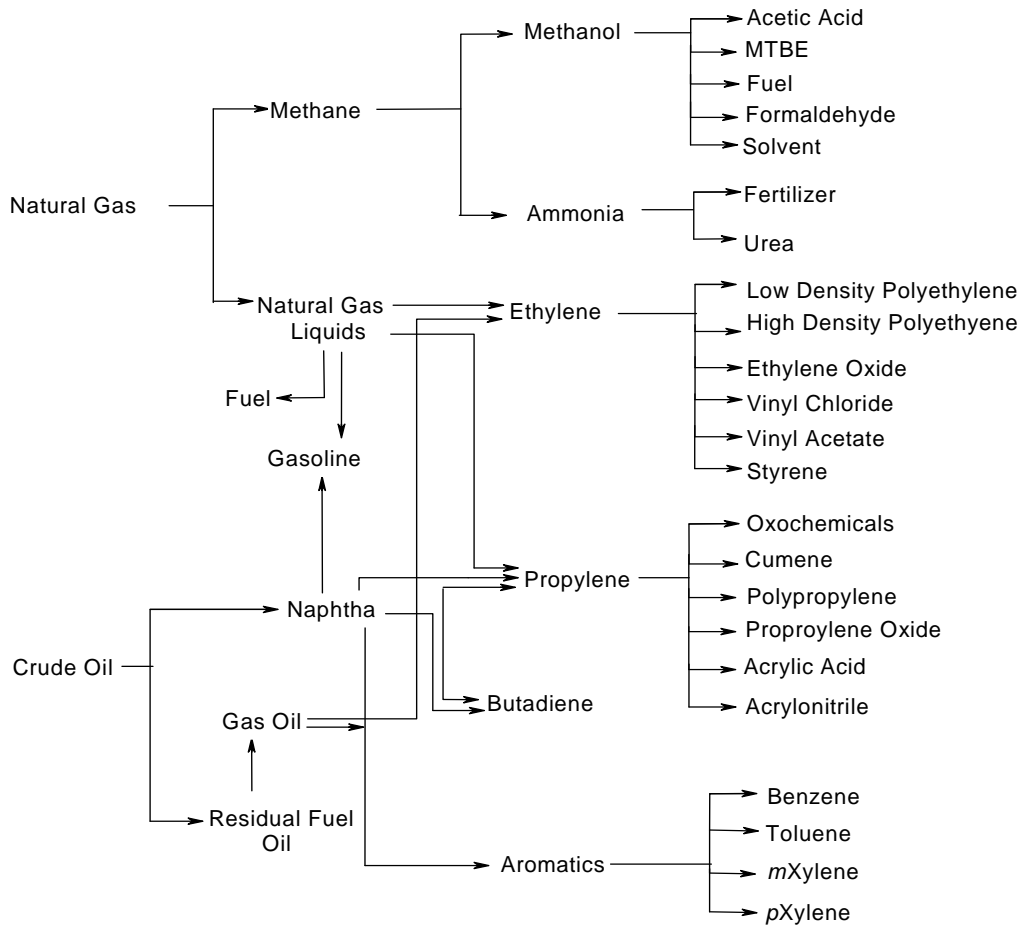 Acetic Acid
Methanol
MTBE
Fuel
Methane
Formaldehyde
Solvent
Natural Gas
Fertilizer
Ammonia
Urea
Natural Gas
Liquids
Ethylene
Low Density Polyethylene
High Density Polyethyene
Ethylene Oxide
Fuel
Vinyl Chloride
Vinyl Acetate
Gasoline
Styrene
Oxochemicals
Cumene
Propylene
Polypropylene
Naphtha
Proproylene Oxide
Crude Oil
Acrylic Acid
Butadiene
Acrylonitrile
Gas Oil
Benzene
Residual Fuel
Oil
Toluene
Aromatics
mXylene
pXylene